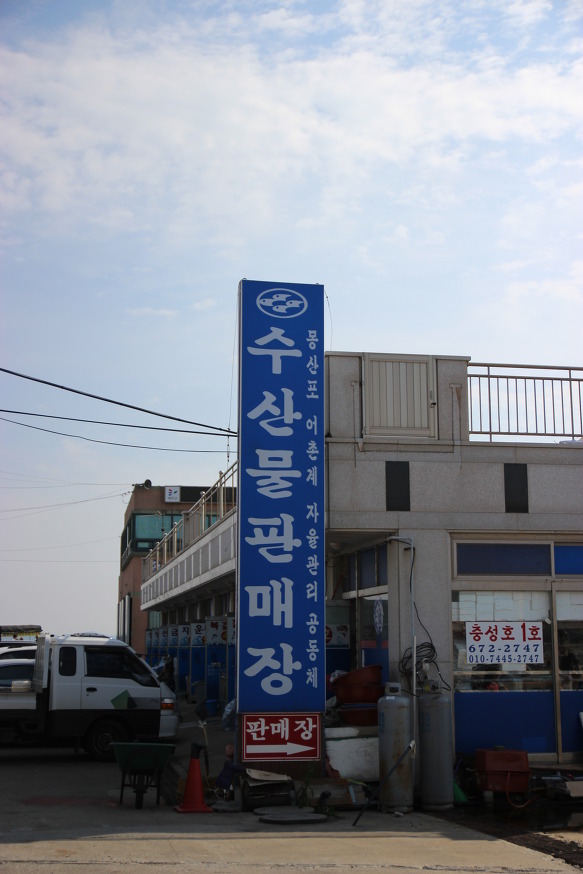 수산물판매장
몽산포 어촌계 자율관리 공동체
판매장
충성호 1호
672-2747
010-7445-2747